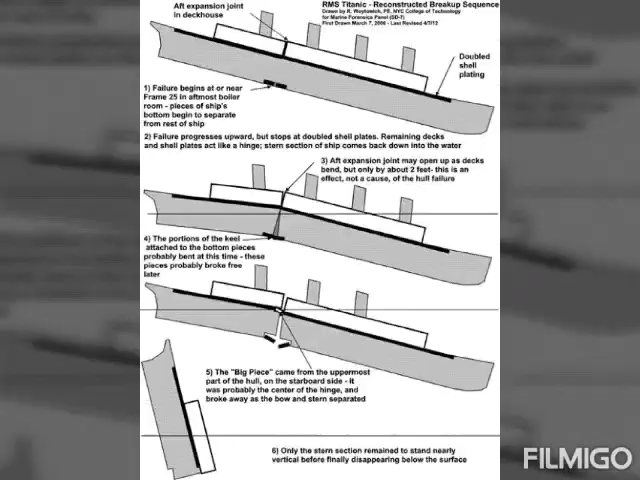 RMS Titanic - Reconstructed Breakup Sequence
Drawn by R. Woytowich, PE, NYC College of Technology
for Marine Forensics Panel (SD-7)
First Drawn March 7, 2006 - Last Revised 4/7/12
Aft expansion joint
in deckhouse
Doubled
shell
plating
1) Failure begins at or near
Frame 25 in aftmost boiler
room - pieces of ship's
bottom begin to separate
from rest of ship
2) Failure progresses upward, but stops at doubled shell plates. Remaining decks
and shell plates act like a hinge; stern section of ship comes back down into the water
3) Aft expansion joint may open up as decks
bend, but only by about 2 feet- this is an
effect, not a cause, of the hull failure
4) The portions of the keel
attached to the bottom pieces
probably bent at this time - these
pieces probably broke free
later
5) The "Big Piece" came from the uppermost
part of the hull, on the starboard side - it
was probably the center of the hinge, and
broke away as the bow and stern separated
6) Only the stern section remained to stand nearly
vertical before finally disappearing below the surface
FILMIGO